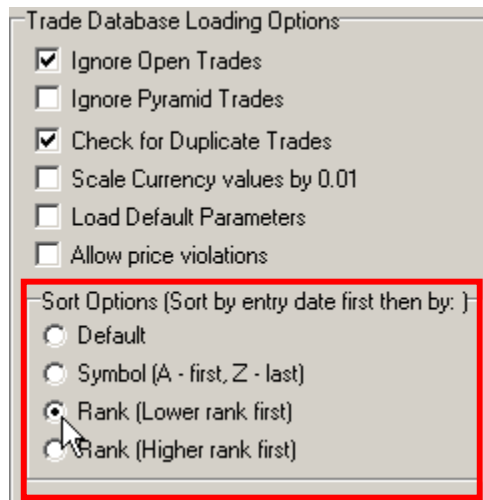 Trade Database Loading Options
Ignore Open Trades
Ignore Pyramid Trades
Check for Duplicate Trades
Scale Currency values by 0.01
Load Default Parameters
Allow price violations
Sort Options (Sort by entry date first then by: )
Default
Symbol (A - first, Z - last)
Rank (Lower rank first)
Rank (Higher rank first)